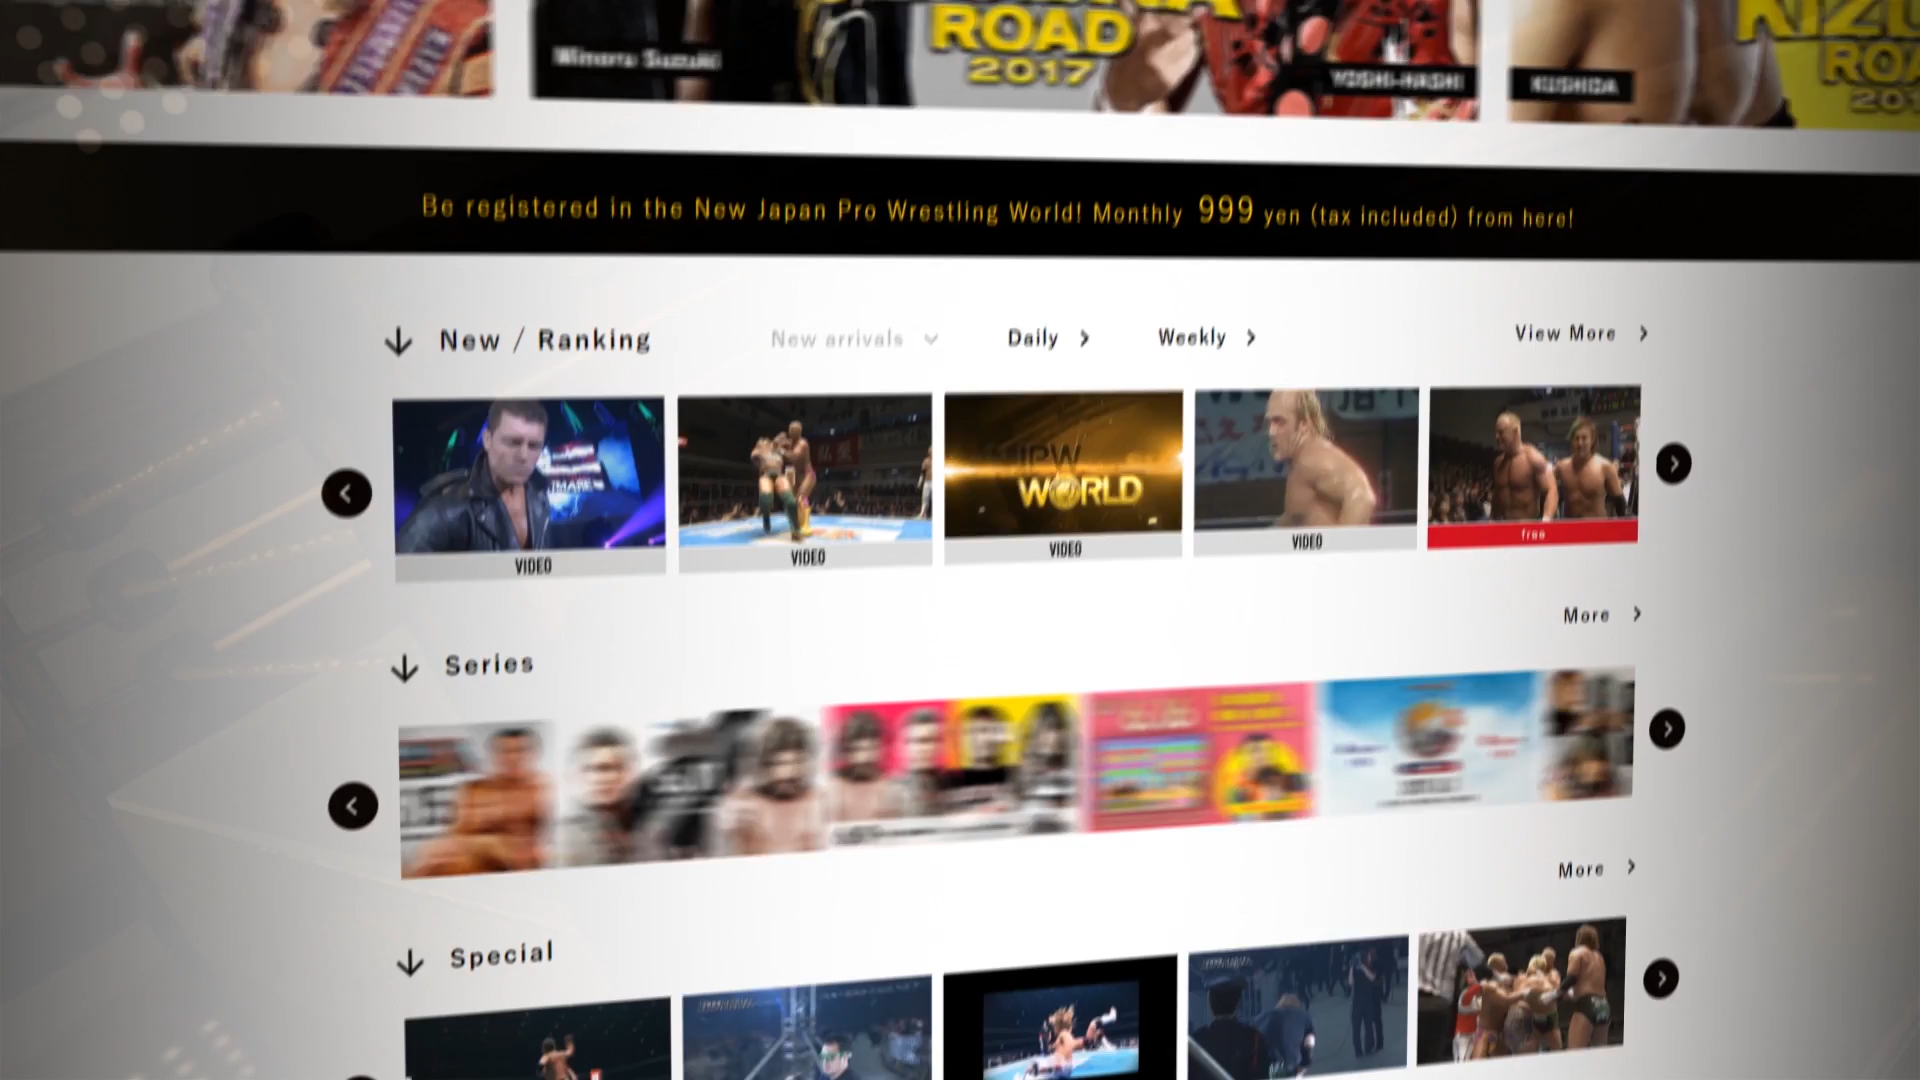 ROAD
2017
Minoru Suzuki
YOSHI-HASHI
KUSHIDA
ROA
201
Be registered in the New Japan Pro Wrestling World! Monthly 999 yen (tax included) from here!
New / Ranking
New arrivals
Daily
Weekly
View More
WORLD
VIDEO
VIDEO
VIDEO
VIDEO
free
More
Series
More
Special